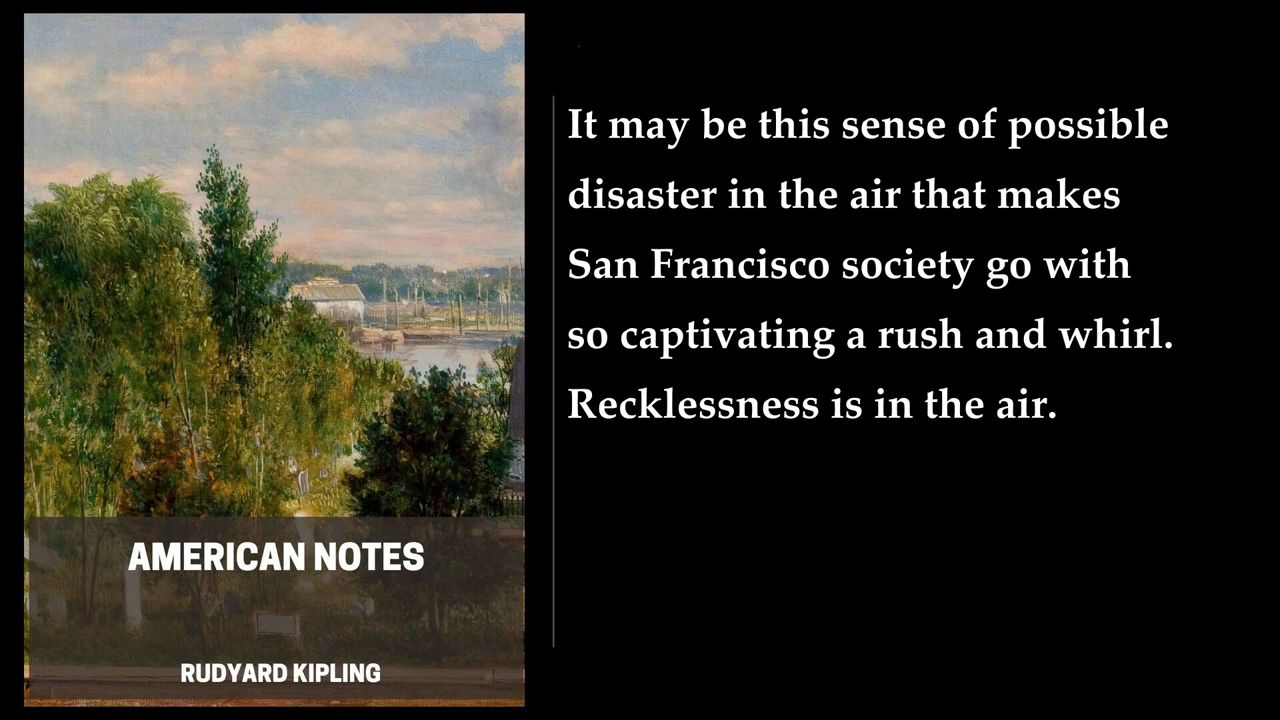 It may be this sense of possible
disaster in the air that makes
San Francisco society go with
so captivating a rush and whirl.
Recklessness is in the air.
AMERICAN NOTES
RUDYARD KIPLING